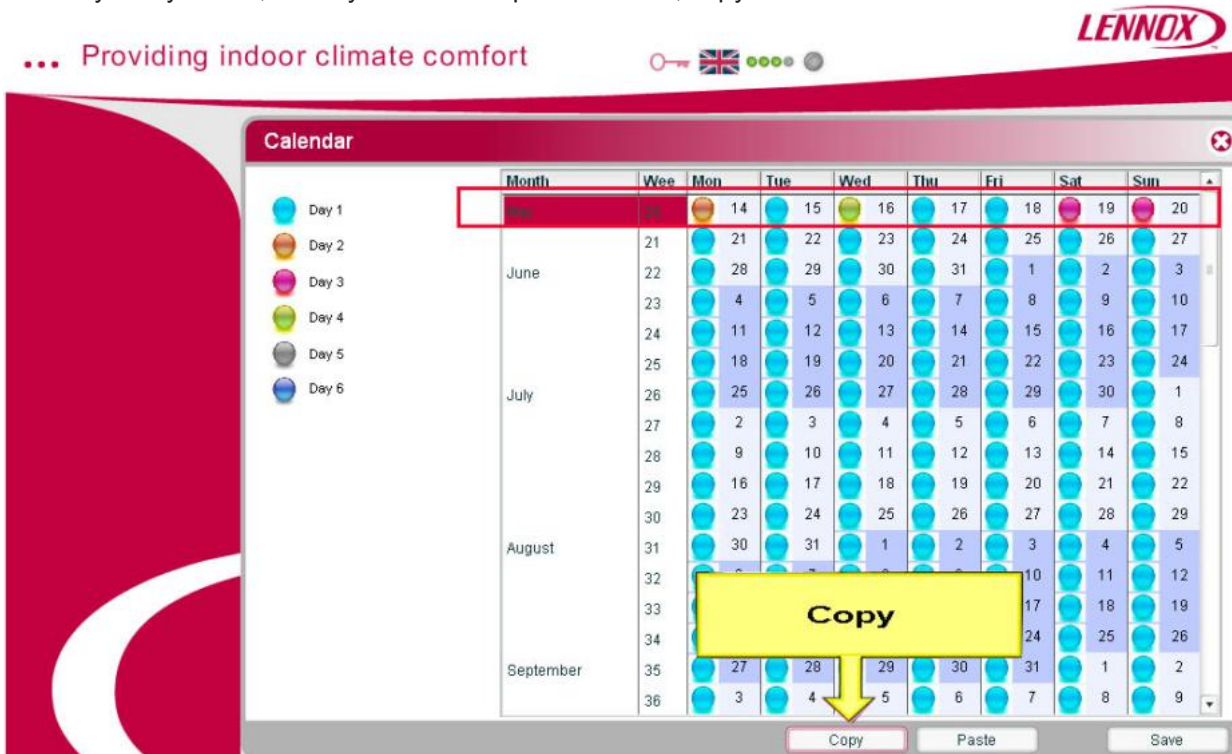 LENNOX
... Providing indoor climate comfort
Calendar
Day 1
Day 2
Day 3
Day 4
Day 5
Day 6
Month Wee Mon Tue Wed Thu Fri Sat Sun
14 15 16 17 18 19 20
21 21 22 23 24 25 26 27
June 22 28 29 30 31 1 2 3
23 4 5 6 7 8 9 10
24 11 12 13 14 15 16 17
25 18 19 20 21 22 23 24
July 26 25 26 27 28 29 30 1
27 2 3 4 5 6 7 8
28 9 10 11 12 13 14 15
29 16 17 18 19 20 21 22
30 23 24 25 26 27 28 29
August 31 30 31 1 2 3 4 5
32 10 11 12
33 17 18 19
34 24 25 26
September 35 27 28 29 30 31 1 2
36 3 4 5 6 7 8 9
Copy
Copy Paste Save